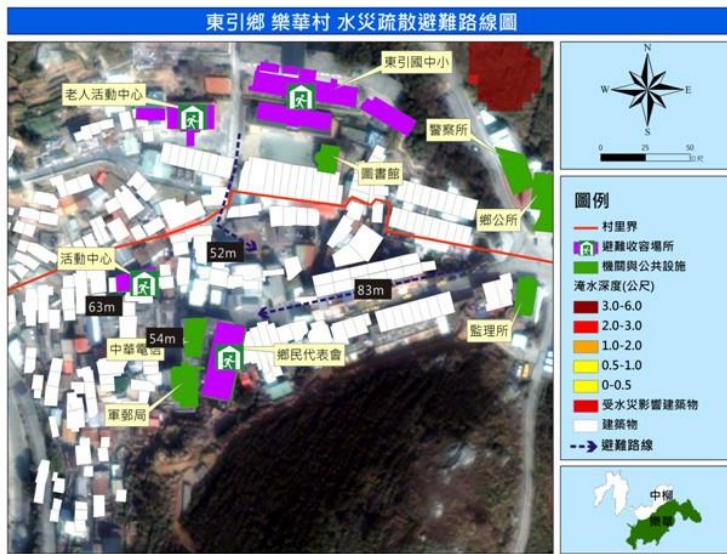 東引鄉 樂華村 水災疏散避難路線圖
東引國中小
老人活動中心
警察所
圖書館
鄉公所
活動中心
52m
83m
63m
54m
中華電信
鄉民代表會
監理所
軍郵局
N
W
E
S
0 25 50
公尺
圖例
村里界
避難收容場所
機關與公共設施
淹水深度(公尺)
3.0-6.0
2.0-3.0
1.0-2.0
0.5-1.0
0-0.5
受水災影響建築物
建築物
避難路線
中柳
樂華